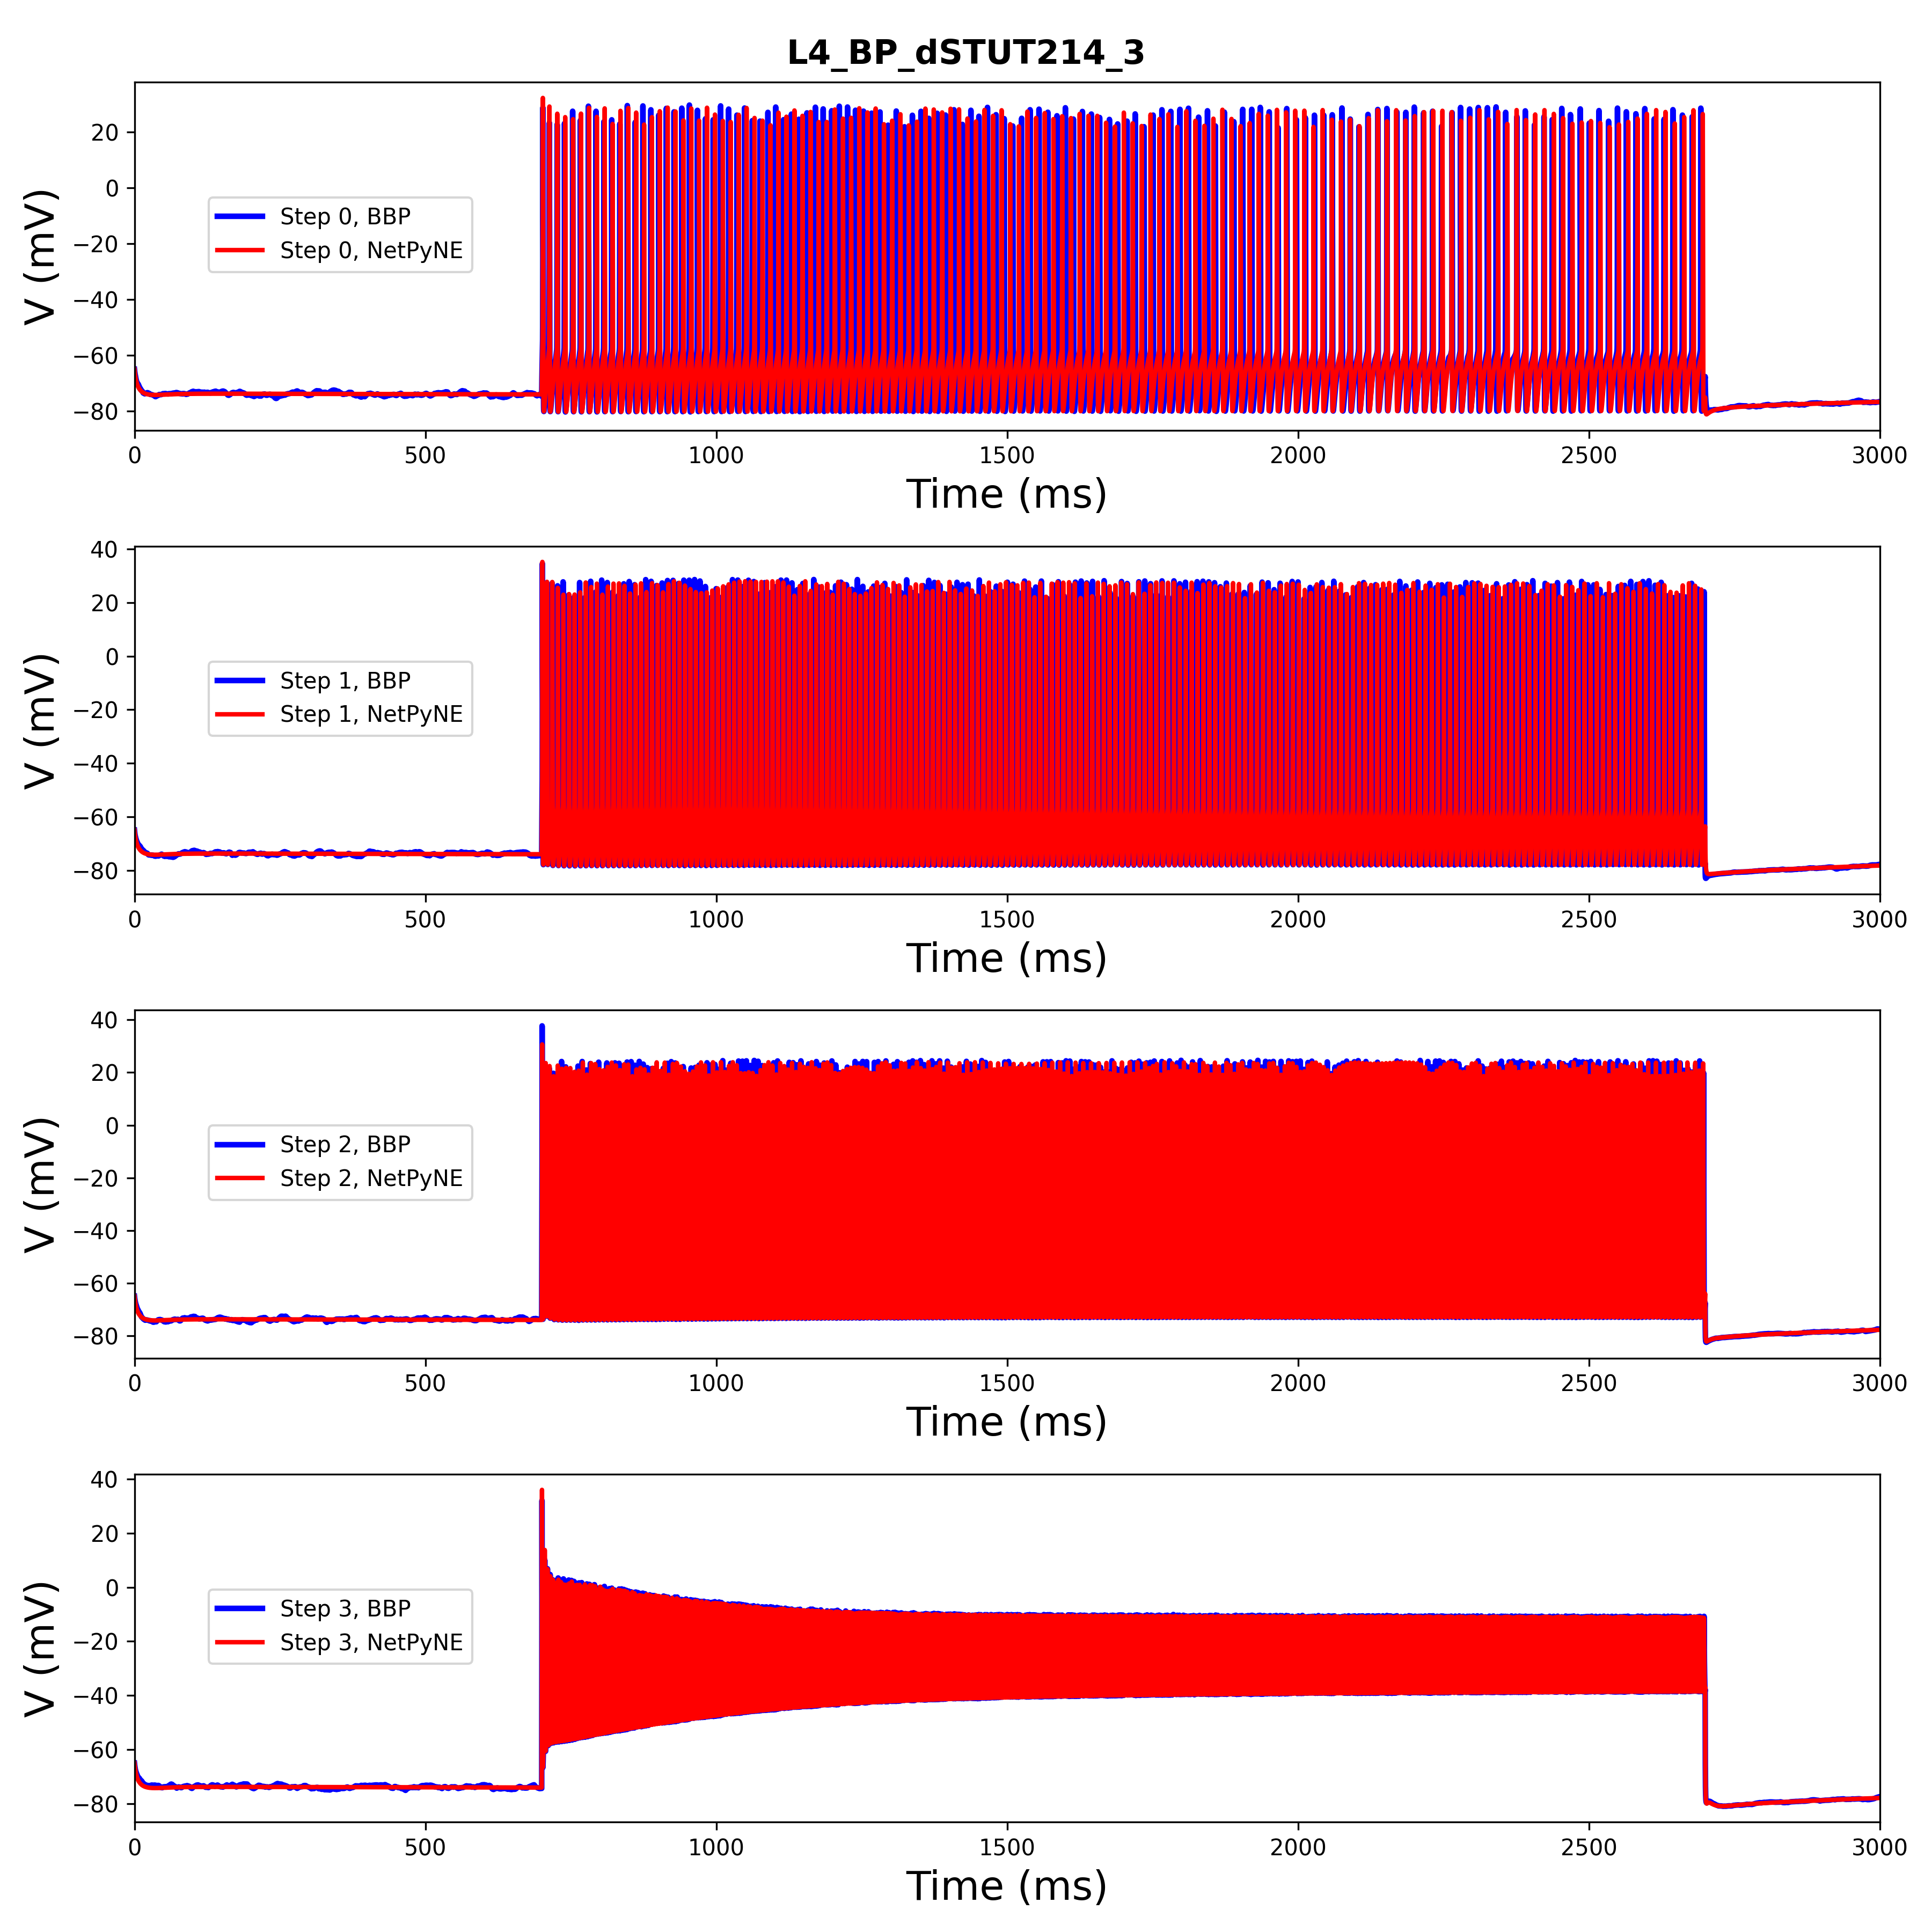 L4_BP_dSTUT214_3
20
0
−20
−40
−60
−80
V (mV)
Step 0, BBP
Step 0, NetPyNE
0 500 1000 1500 2000 2500 3000
Time (ms)
40
20
0
−20
−40
−60
−80
V (mV)
Step 1, BBP
Step 1, NetPyNE
0 500 1000 1500 2000 2500 3000
Time (ms)
40
20
0
−20
−40
−60
−80
V (mV)
Step 2, BBP
Step 2, NetPyNE
0 500 1000 1500 2000 2500 3000
Time (ms)
40
20
0
−20
−40
−60
−80
V (mV)
Step 3, BBP
Step 3, NetPyNE
0 500 1000 1500 2000 2500 3000
Time (ms)